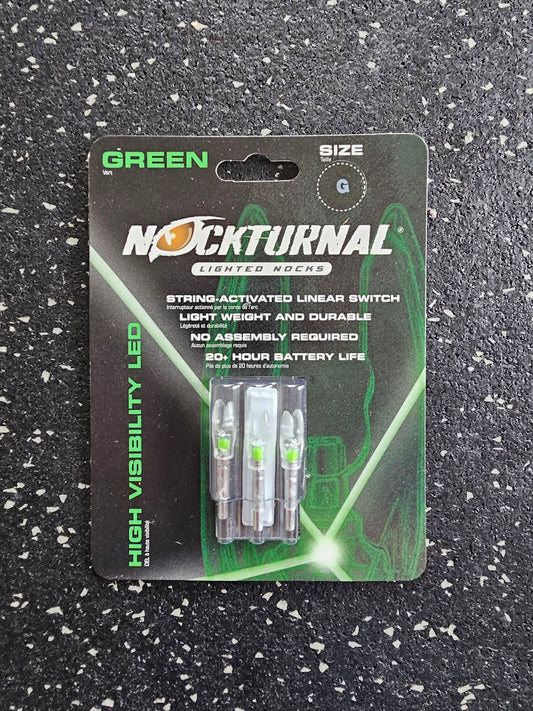 GREEN
Vert
SIZE
Taille
G
NOCKTURNAL®
LIGHTED NOCKS
STRING-ACTIVATED LINEAR SWITCH
Interrupteur actionné par la corde de l'arc
LIGHT WEIGHT AND DURABLE
Légèreté et durabilité
NO ASSEMBLY REQUIRED
Aucun assemblage requis
20+ HOUR BATTERY LIFE
Pile de plus de 20 heures d'autonomie
HIGH VISIBILITY LED
DEL à haute visibilité